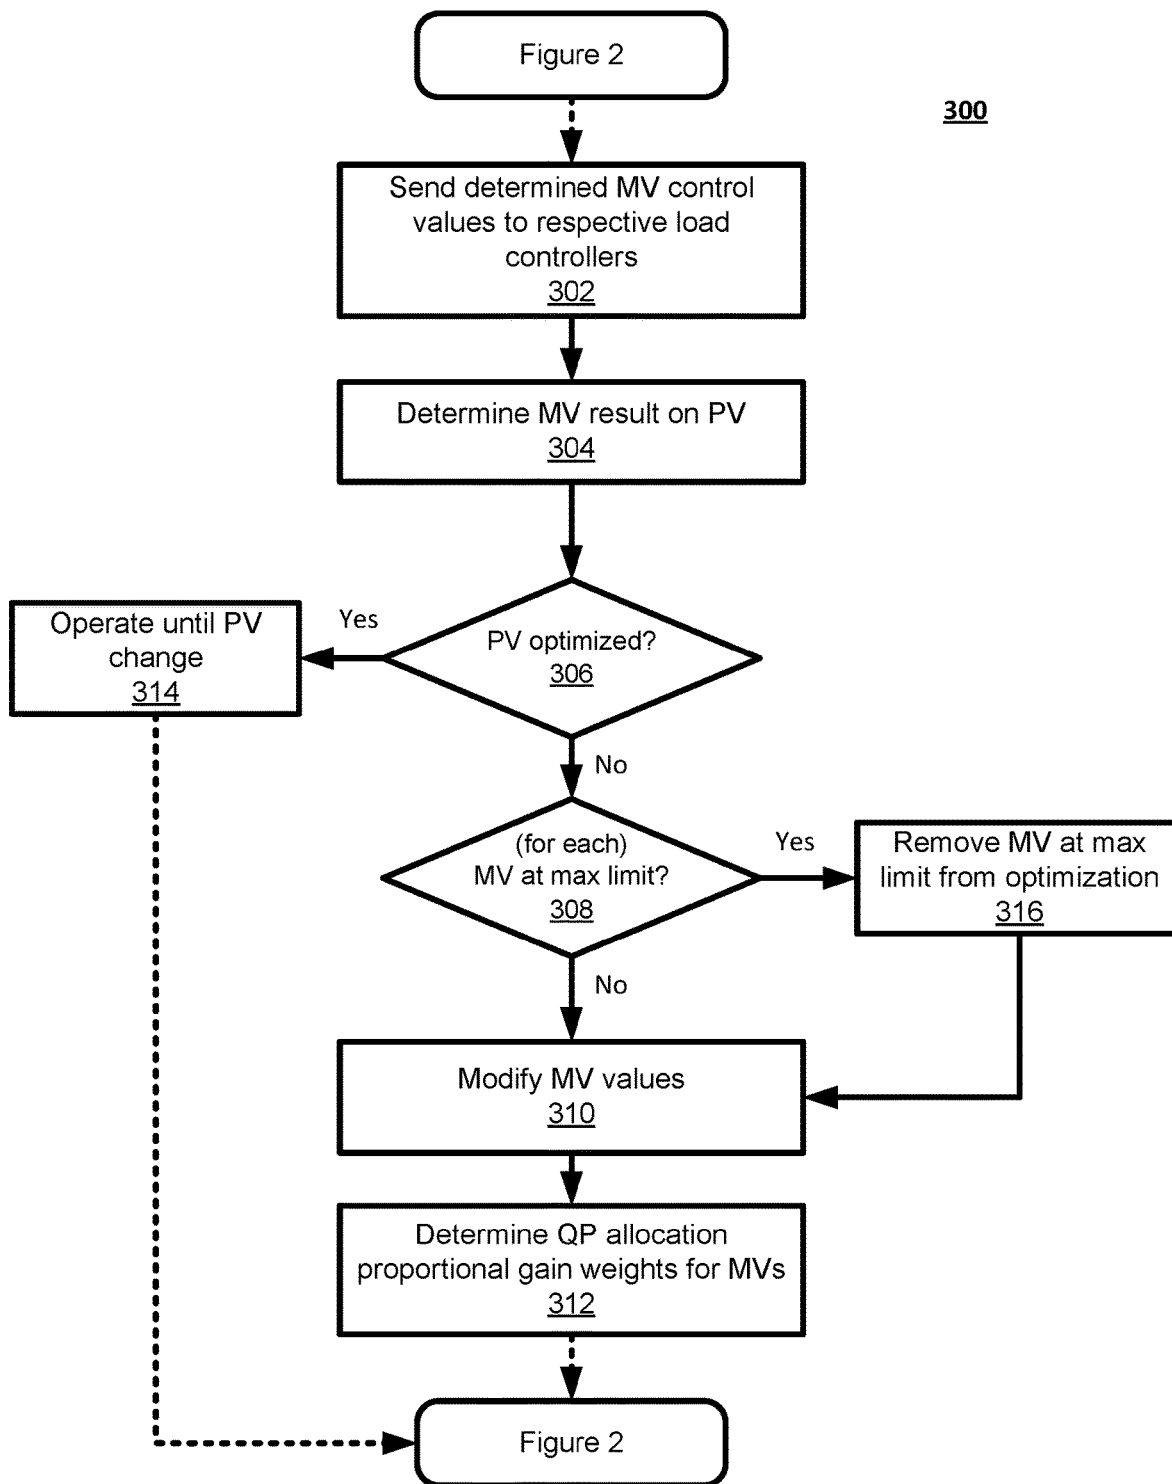 Figure 2
300
Send determined MV control
values to respective load
controllers
302
Determine MV result on PV
304
Operate until PV
change
314
Yes
PV optimized?
306
No
(for each)
MV at max limit?
308
Yes
Remove MV at max
limit from optimization
316
No
Modify MV values
310
Determine QP allocation
proportional gain weights for MVs
312
Figure 2